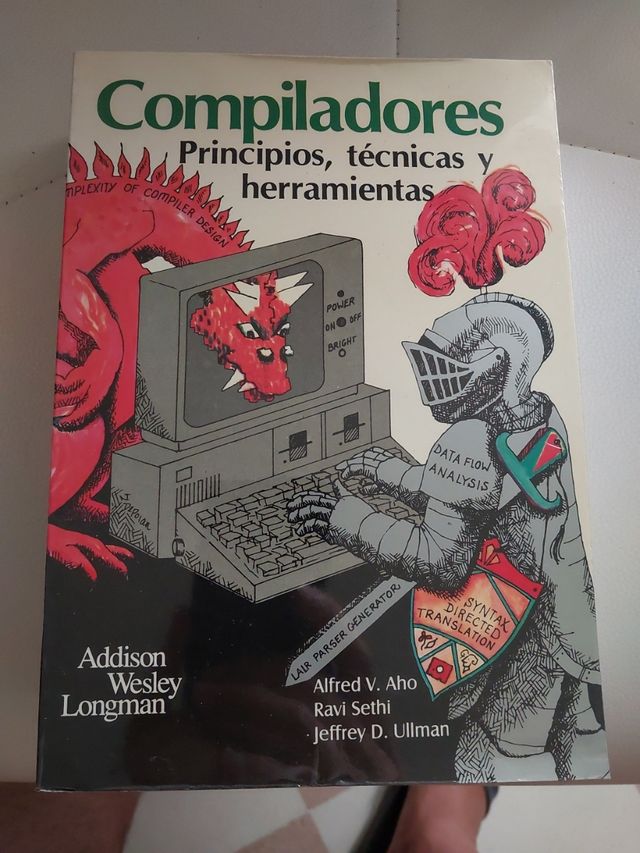 Compiladores
Principios, técnicas y
herramientas
MPLEXITY OF COMPILER DESIGN
POWER
ON OFF
BRIGHT
DATA FLOW
ANALYSIS
SYNTAX
DIRECTED
TRANSLATION
LALR PARSER GENERATOR
Addison
Wesley
Longman
Alfred V. Aho
Ravi Sethi
Jeffrey D. Ullman